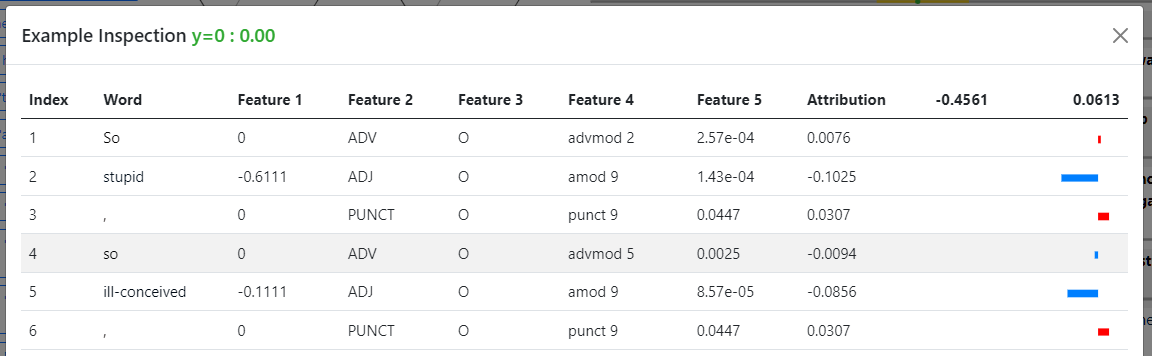 Example Inspection y=0 : 0.00
Index Word Feature 1 Feature 2 Feature 3 Feature 4 Feature 5 Attribution -0.4561 0.0613
1 So 0 ADV O advmod 2 2.57e-04 0.0076
2 stupid -0.6111 ADJ O amod 9 1.43e-04 -0.1025
3 , 0 PUNCT O punct 9 0.0447 0.0307
4 so 0 ADV O advmod 5 0.0025 -0.0094
5 ill-conceived -0.1111 ADJ O amod 9 8.57e-05 -0.0856
6 , 0 PUNCT O punct 9 0.0447 0.0307